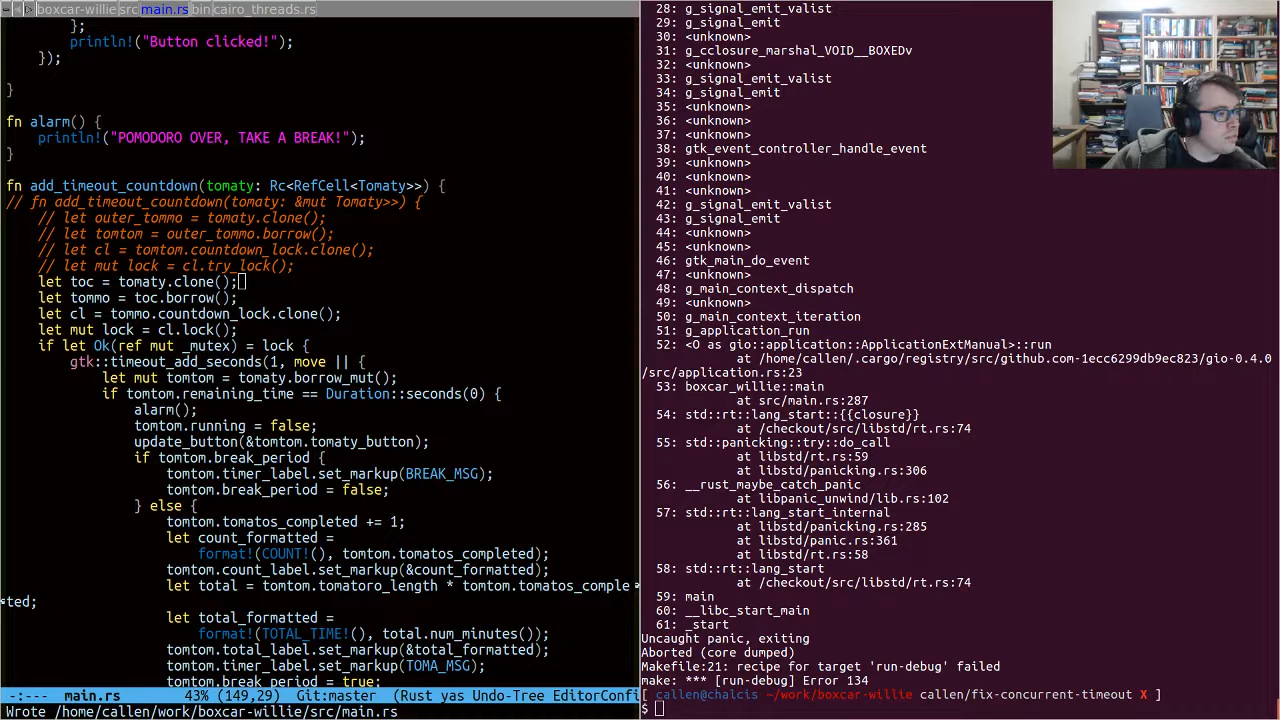 boxcar-willie src main.rs bin cairo_threads.rs
        };
        println!("Button clicked!");
    });
}
fn alarm() {
    println!("POMODORO OVER, TAKE A BREAK!");
}
fn add_timeout_countdown(tomaty: Rc<RefCell<Tomaty>>) {
// fn add_timeout_countdown(tomaty: &mut Tomaty>>) {
    // let outer_tommo = tomaty.clone();
    // let tomtom = outer_tommo.borrow();
    // let cl = tomtom.countdown_lock.clone();
    // let mut lock = cl.try_lock();
    let toc = tomaty.clone();
    let tommo = toc.borrow();
    let cl = tommo.countdown_lock.clone();
    let mut lock = cl.lock();
    if let Ok(ref mut _mutex) = lock {
        gtk::timeout_add_seconds(1, move || {
            let mut tomtom = tomaty.borrow_mut();
            if tomtom.remaining_time == Duration::seconds(0) {
                alarm();
                tomtom.running = false;
                update_button(&tomtom.tomaty_button);
                if tomtom.break_period {
                    tomtom.timer_label.set_markup(BREAK_MSG);
                    tomtom.break_period = false;
                } else {
                    tomtom.tomatos_completed += 1;
                    let count_formatted =
                        format!(COUNT!(), tomtom.tomatos_completed);
                    tomtom.count_label.set_markup(&count_formatted);
                    let total = tomtom.tomatoro_length * tomtom.tomatos_comple
ted;
                    let total_formatted =
                        format!(TOTAL_TIME!(), total.num_minutes());
                    tomtom.total_label.set_markup(&total_formatted);
                    tomtom.timer_label.set_markup(TOMA_MSG);
                    tomtom.break_period = true;
-:--- main.rs 43% (149,29) Git:master (Rust yas Undo-Tree EditorConfi
Wrote /home/callen/work/boxcar-willie/src/main.rs
28: g_signal_emit_valist
29: g_signal_emit
30: <unknown>
31: g_cclosure_marshal_VOID__BOXEDv
32: <unknown>
33: g_signal_emit_valist
34: g_signal_emit
35: <unknown>
36: <unknown>
37: <unknown>
38: gtk_event_controller_handle_event
39: <unknown>
40: <unknown>
41: <unknown>
42: g_signal_emit_valist
43: g_signal_emit
44: <unknown>
45: <unknown>
46: gtk_main_do_event
47: <unknown>
48: g_main_context_dispatch
49: <unknown>
50: g_main_context_iteration
51: g_application_run
52: <O as gio::application::ApplicationExtManual>::run
            at /home/callen/.cargo/registry/src/github.com-1ecc6299db9ec823/gio-0.4.0
/src/application.rs:23
53: boxcar_willie::main
            at src/main.rs:287
54: std::rt::lang_start::{{closure}}
            at /checkout/src/libstd/rt.rs:74
55: std::panicking::try::do_call
            at libstd/rt.rs:59
            at libstd/panicking.rs:306
56: __rust_maybe_catch_panic
            at libpanic_unwind/lib.rs:102
57: std::rt::lang_start_internal
            at libstd/panicking.rs:285
            at libstd/panic.rs:361
            at libstd/rt.rs:58
58: std::rt::lang_start
            at /checkout/src/libstd/rt.rs:74
59: main
60: __libc_start_main
61: _start
Uncaught panic, exiting
Aborted (core dumped)
Makefile:21: recipe for target 'run-debug' failed
make: *** [run-debug] Error 134
[ callen@chalcis ~/work/boxcar-willie callen/fix-concurrent-timeout X ]
$